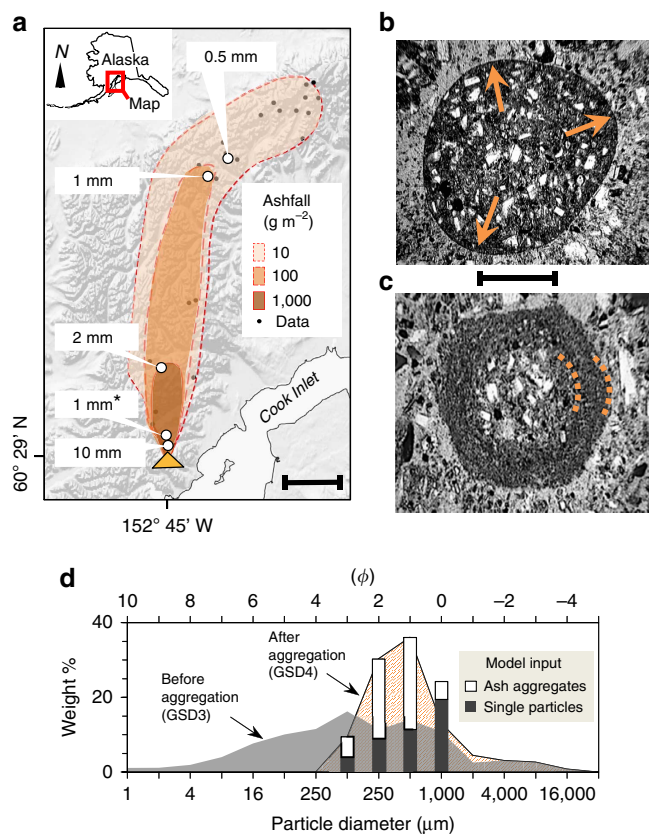 a
N
Alaska
Map
0.5 mm
1 mm
Ashfall
(g m⁻²)
10
100
1,000
Data
2 mm
1 mm*
10 mm
Cook Inlet
60° 29′ N
152° 45′ W
b
c
d
(ϕ)
10 8 6 4 2 0 −2 −4
40
20
0
Weight %
Before
aggregation
(GSD3)
After
aggregation
(GSD4)
Model input
Ash aggregates
Single particles
1 4 16 250 250 1,000 4,000 16,000
Particle diameter (μm)